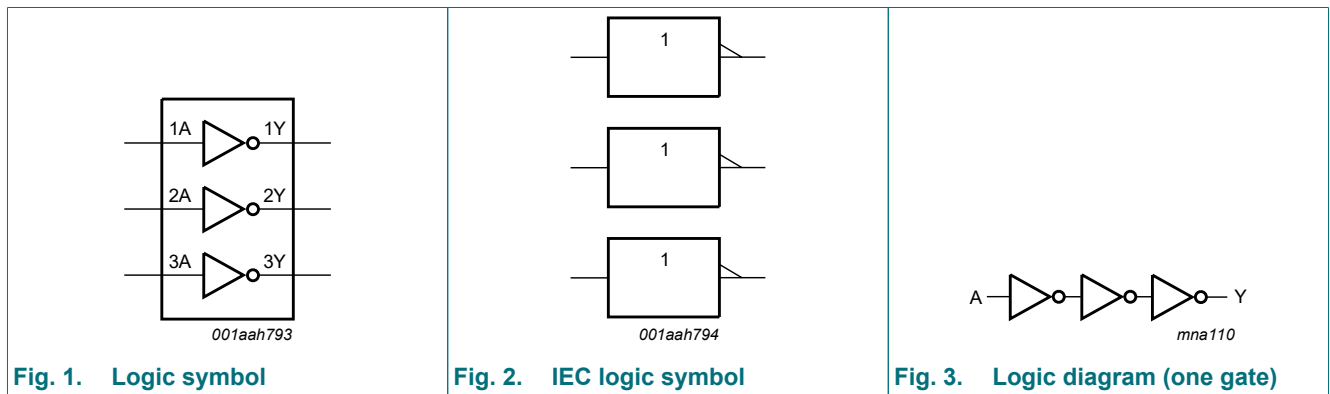 1A 1Y
2A 2Y
3A 3Y
001aah793
Fig. 1. Logic symbol
1
1
1
001aah794
Fig. 2. IEC logic symbol
A Y
mna110
Fig. 3. Logic diagram (one gate)